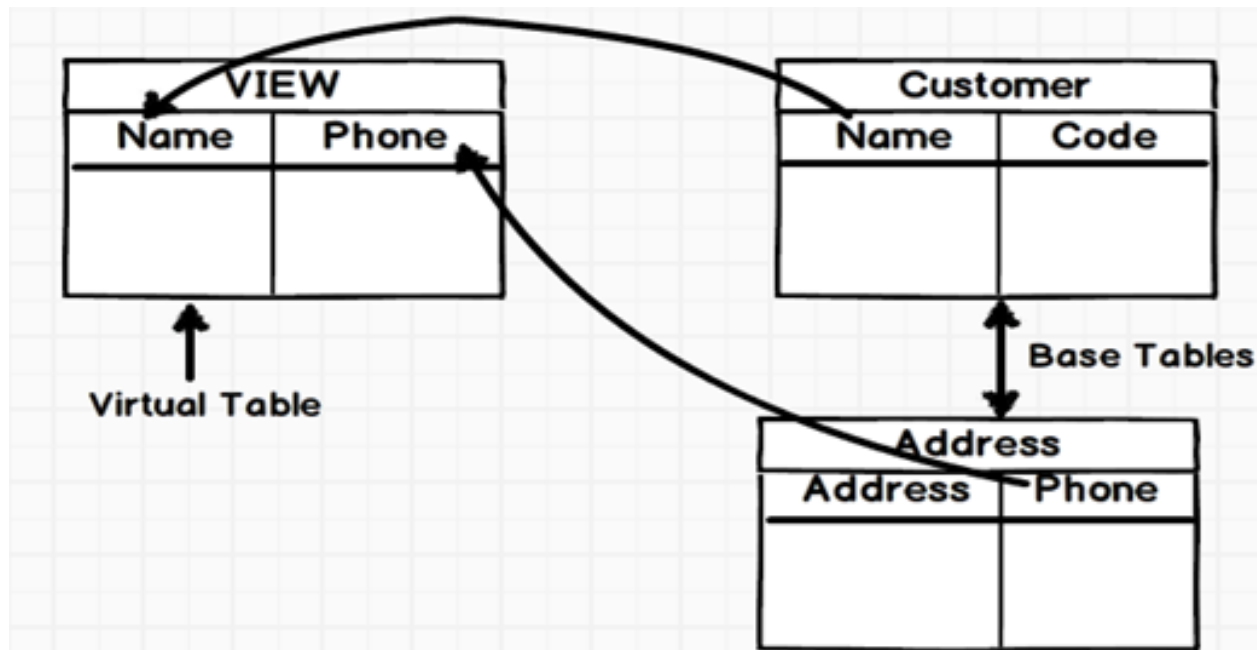 VIEW
Name Phone
Virtual Table
Customer
Name Code
Base Tables
Address
Address Phone